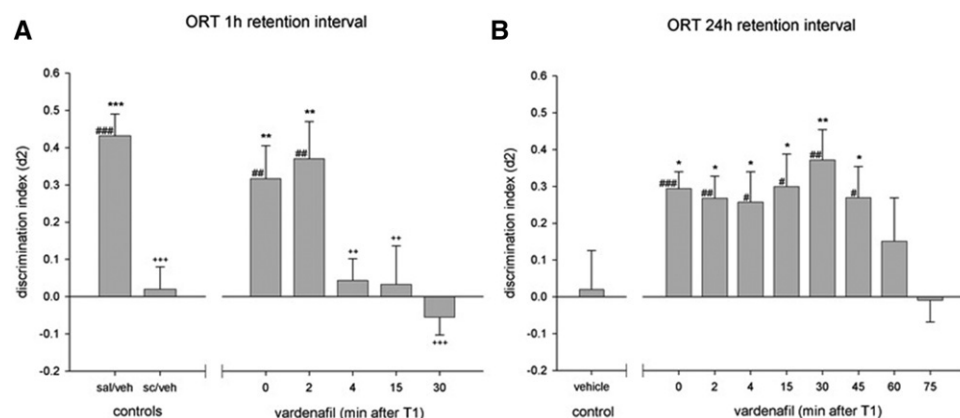 A
ORT 1h retention interval
discrimination index (d2)
0.6
0.5
0.4
0.3
0.2
0.1
0.0
-0.1
-0.2
###
***
+++
##
**
##
**
++
++
+++
sal/veh sc/veh
0 2 4 15 30
controls
vardenafil (min after T1)
B
ORT 24h retention interval
discrimination index (d2)
0.6
0.5
0.4
0.3
0.2
0.1
0.0
-0.1
-0.2
###
*
##
*
#
*
#
*
##
**
#
*
vehicle
0 2 4 15 30 45 60 75
control
vardenafil (min after T1)